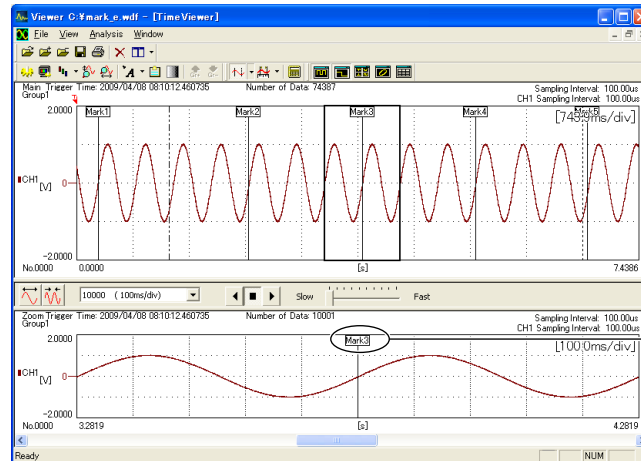 Viewer C:¥mark_e.wdf - [TimeViewer]
File View Analysis Window
Main Trigger Time: 2009/04/08 08:10:12.460735 Number of Data: 74387 Sampling Interval: 100.00us
Group1 CH1 Sampling Interval: 100.00us
2.0000 Mark1 Mark2 Mark3 Mark4 Mark5 [745.9ms/div]
CH1 [V] 0
-2.0000
No.0000 0.0000 [s] 7.4386
10000 (100ms/div) Slow Fast
Zoom Trigger Time: 2009/04/08 08:10:12.460735 Number of Data: 10001 Sampling Interval: 100.00us
Group1 CH1 Sampling Interval: 100.00us
2.0000 Mark3 [100.0ms/div]
CH1 [V] 0
-2.0000
No.0000 3.2819 [s] 4.2819
Ready NUM